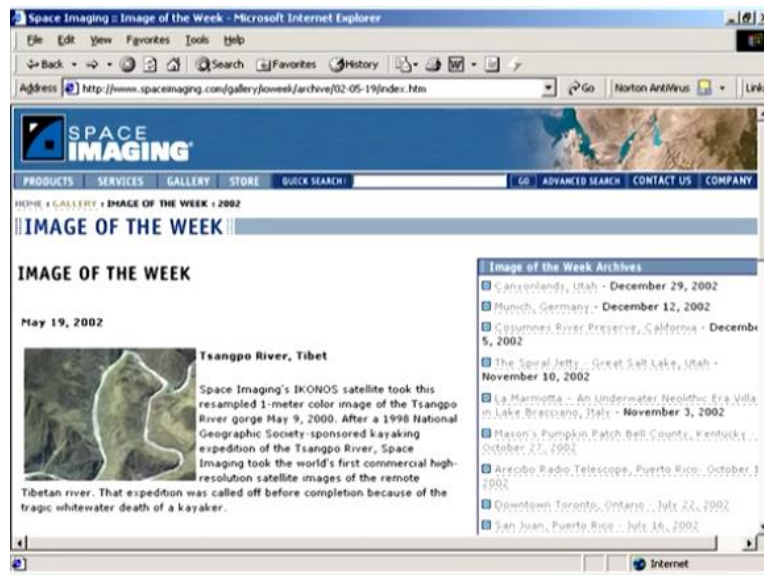 Space Imaging :: Image of the Week - Microsoft Internet Explorer
File Edit View Favorites Tools Help
Back Search Favorites History
Address http://www.spaceimaging.com/gallery/ioweek/archive/02-05-19/index.htm Go Norton AntiVirus Link
SPACE
IMAGING
PRODUCTS SERVICES GALLERY STORE QUICK SEARCH: GO ADVANCED SEARCH CONTACT US COMPANY
HOME : GALLERY : IMAGE OF THE WEEK : 2002
IMAGE OF THE WEEK
IMAGE OF THE WEEK
May 19, 2002
Tsangpo River, Tibet
Space Imaging's IKONOS satellite took this
resampled 1-meter color image of the Tsangpo
River gorge May 9, 2000. After a 1998 National
Geographic Society-sponsored kayaking
expedition of the Tsangpo River, Space
Imaging took the world's first commercial high-
resolution satellite images of the remote
Tibetan river. That expedition was called off before completion because of the
tragic whitewater death of a kayaker.
Image of the Week Archives
Canyonlands, Utah - December 29, 2002
Munich, Germany - December 12, 2002
Cosumnes River Preserve, California - Decembe
5, 2002
The Spiral Jetty - Great Salt Lake, Utah -
November 10, 2002
La Marmotta - An Underwater Neolithic Era Villa
in Lake Bracciano, Italy - November 3, 2002
Mason's Pumpkin Patch Bell County, Kentucky -
October 27, 2002
Arecibo Radio Telescope, Puerto Rico- October 1
2002
Downtown Toronto, Ontario - July 22, 2002
San Juan, Puerto Rico - July 16, 2002
Internet